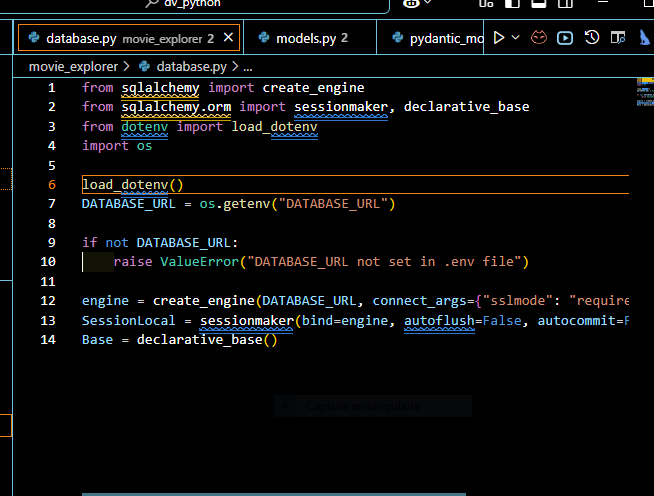 dv_python
database.py movie_explorer 2
models.py 2
pydantic_mo
movie_explorer > database.py > ...
1 from sqlalchemy import create_engine
2 from sqlalchemy.orm import sessionmaker, declarative_base
3 from dotenv import load_dotenv
4 import os
5
6 load_dotenv()
7 DATABASE_URL = os.getenv("DATABASE_URL")
8
9 if not DATABASE_URL:
10 raise ValueError("DATABASE_URL not set in .env file")
11
12 engine = create_engine(DATABASE_URL, connect_args={"sslmode": "require
13 SessionLocal = sessionmaker(bind=engine, autoflush=False, autocommit=F
14 Base = declarative_base()
Capture rectangulaire